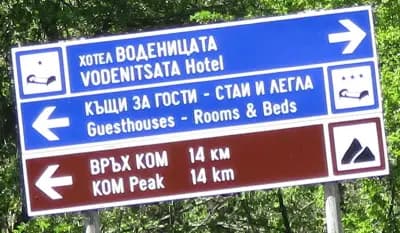 ХОТЕЛ ВОДЕНИЦАТА
VODENITSATA Hotel
КЪЩИ ЗА ГОСТИ - СТАИ И ЛЕГЛА
Guesthouses - Rooms & Beds
ВРЪХ КОМ 14 км
KOM Peak 14 km